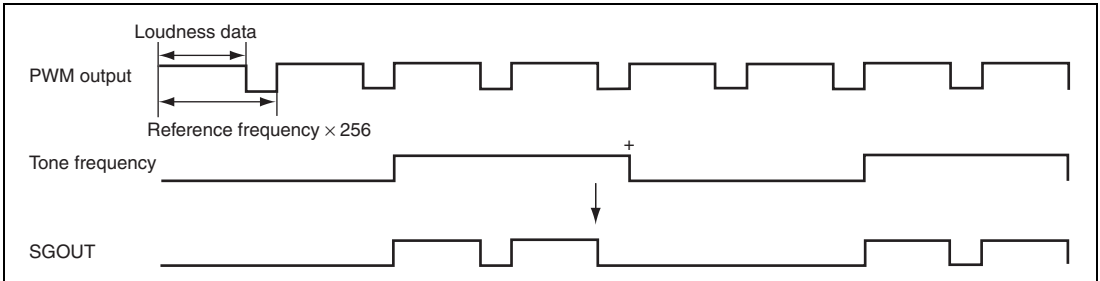 Loudness data
PWM output
Reference frequency × 256
+
Tone frequency
SGOUT